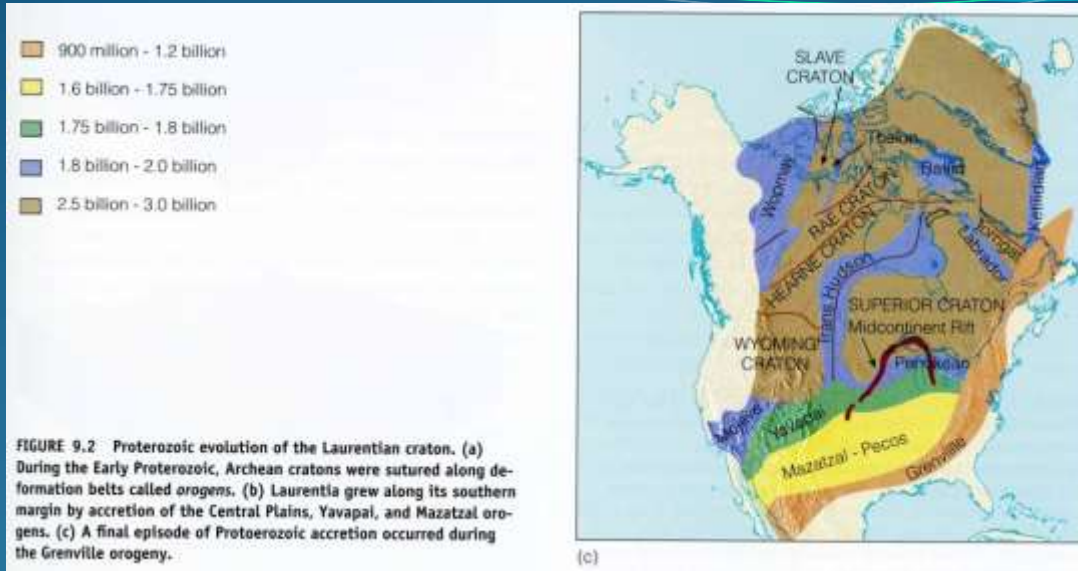 900 million - 1.2 billion
1.6 billion - 1.75 billion
1.75 billion - 1.8 billion
1.8 billion - 2.0 billion
2.5 billion - 3.0 billion
FIGURE 9.2 Proterozoic evolution of the Laurentian craton. (a)
During the Early Proterozoic, Archean cratons were sutured along de-
formation belts called orogens. (b) Laurentia grew along its southern
margin by accretion of the Central Plains, Yavapai, and Mazatzal oro-
gens. (c) A final episode of Protoerozoic accretion occurred during
the Grenville orogeny.
SLAVE
CRATON
Thelon
Baffin
Wopmay
Ketilidian
RAE CRATON
HEARNE CRATON
Torngat
Labrador
Trans Hudson
SUPERIOR CRATON
Midcontinent Rift
WYOMING
CRATON
Penokean
Mojave
Yavapai
Mazatzal - Pecos
Grenville
(c)